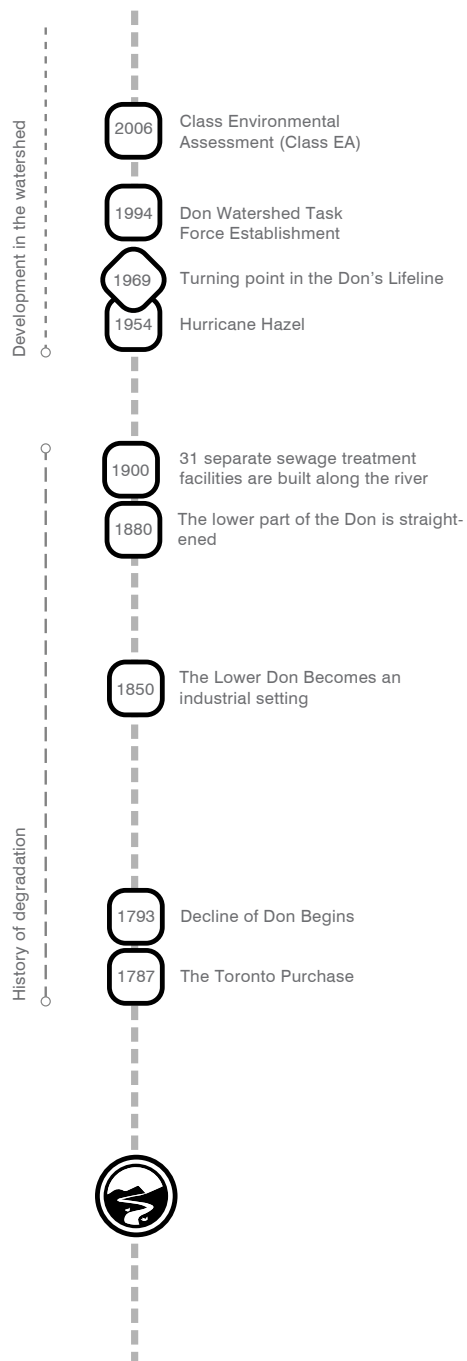 Development in the watershed
2006
Class Environmental
Assessment (Class EA)
1994
Don Watershed Task
Force Establishment
1969
Turning point in the Don's Lifeline
1954
Hurricane Hazel
1900
31 separate sewage treatment
facilities are built along the river
1880
The lower part of the Don is straight-
ened
1850
The Lower Don Becomes an
industrial setting
History of degradation
1793
Decline of Don Begins
1787
The Toronto Purchase